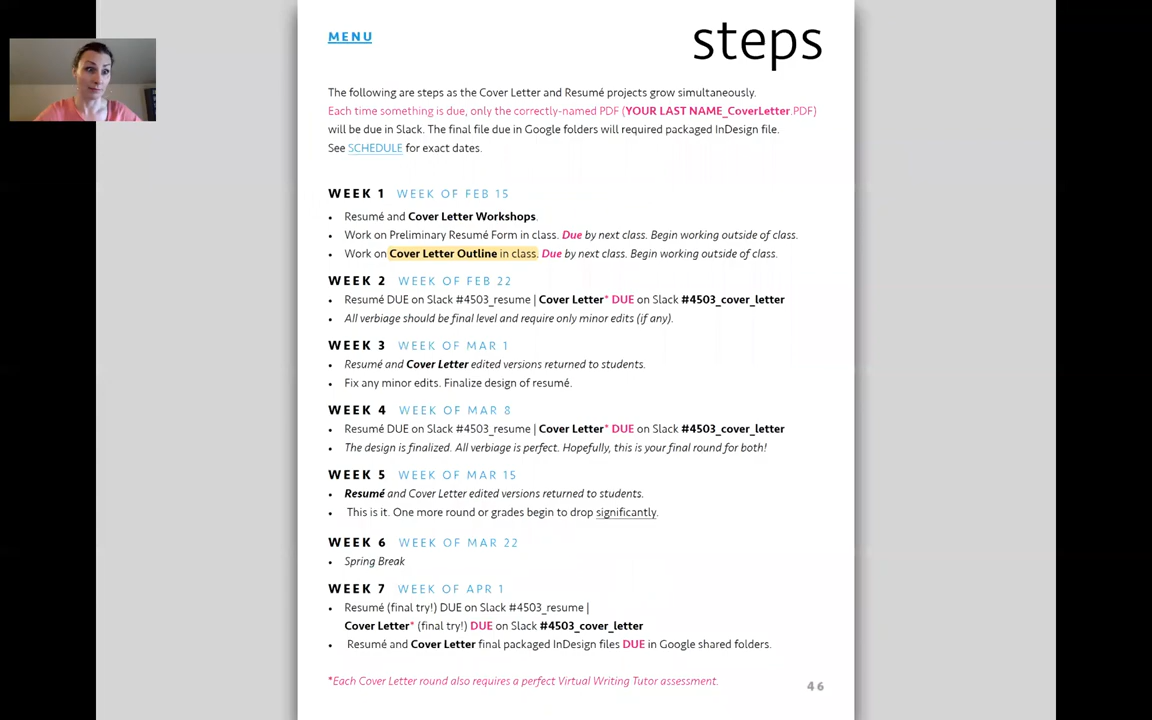 MENU
steps
The following are steps as the Cover Letter and Resumé projects grow simultaneously.
Each time something is due, only the correctly-named PDF (YOUR LAST NAME_CoverLetter.PDF)
will be due in Slack. The final file due in Google folders will required packaged InDesign file.
See SCHEDULE for exact dates.
WEEK 1 WEEK OF FEB 15
• Resumé and Cover Letter Workshops.
• Work on Preliminary Resumé Form in class. Due by next class. Begin working outside of class.
• Work on Cover Letter Outline in class. Due by next class. Begin working outside of class.
WEEK 2 WEEK OF FEB 22
• Resumé DUE on Slack #4503_resume | Cover Letter* DUE on Slack #4503_cover_letter
• All verbiage should be final level and require only minor edits (if any).
WEEK 3 WEEK OF MAR 1
• Resumé and Cover Letter edited versions returned to students.
• Fix any minor edits. Finalize design of resumé.
WEEK 4 WEEK OF MAR 8
• Resumé DUE on Slack #4503_resume | Cover Letter* DUE on Slack #4503_cover_letter
• The design is finalized. All verbiage is perfect. Hopefully, this is your final round for both!
WEEK 5 WEEK OF MAR 15
• Resumé and Cover Letter edited versions returned to students.
• This is it. One more round or grades begin to drop significantly.
WEEK 6 WEEK OF MAR 22
• Spring Break
WEEK 7 WEEK OF APR 1
• Resumé (final try!) DUE on Slack #4503_resume |
Cover Letter* (final try!) DUE on Slack #4503_cover_letter
• Resumé and Cover Letter final packaged InDesign files DUE in Google shared folders.
*Each Cover Letter round also requires a perfect Virtual Writing Tutor assessment.
46